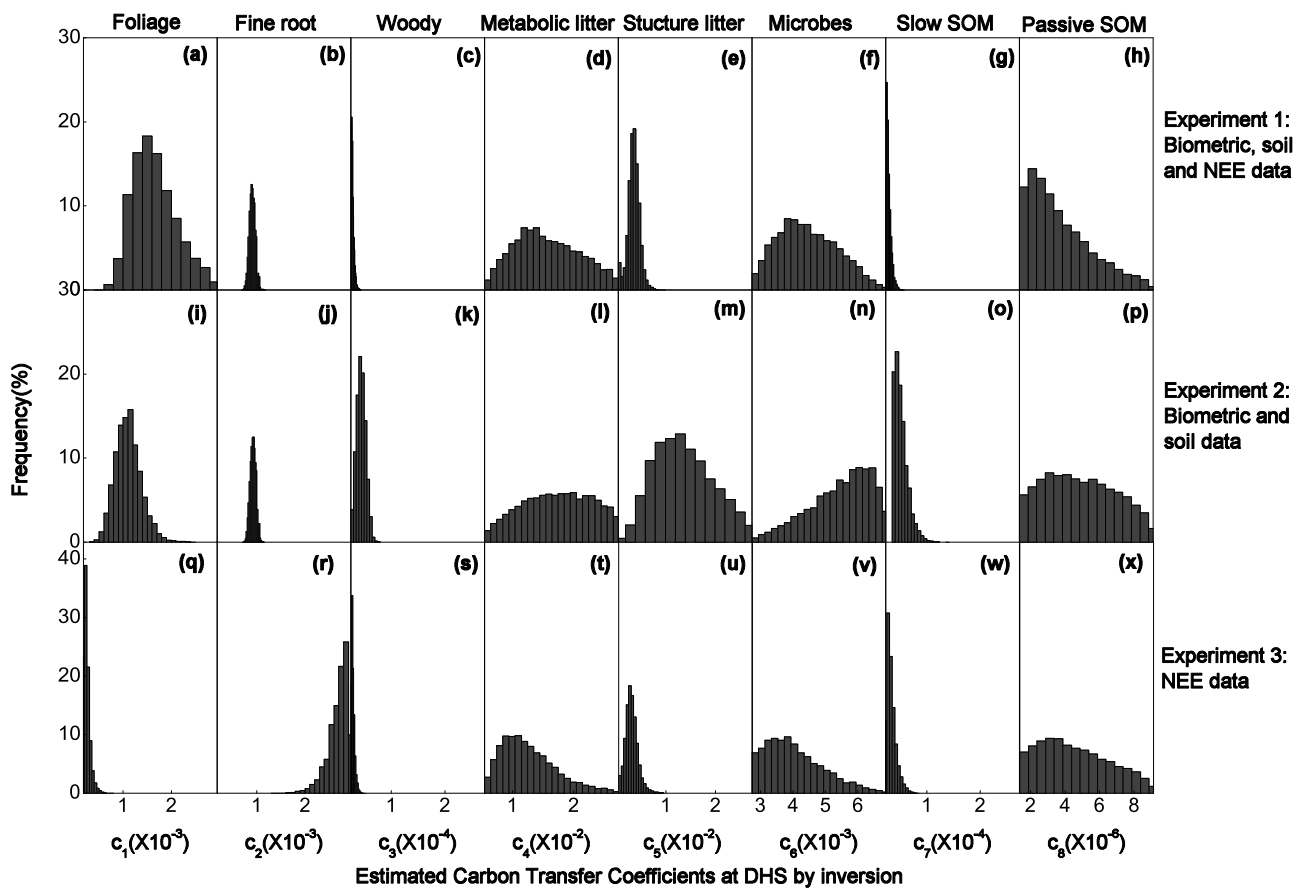 Foliage Fine root Woody Metabolic litter Stucture litter Microbes Slow SOM Passive SOM
30
(a) (b) (c) (d) (e) (f) (g) (h)
20
10
Experiment 1:
Biometric, soil
and NEE data
30
(i) (j) (k) (l) (m) (n) (o) (p)
20
10
0
Experiment 2:
Biometric and
soil data
Frequency(%)
40
(q) (r) (s) (t) (u) (v) (w) (x)
30
20
10
0
Experiment 3:
NEE data
1 2 1 2 1 2 1 2 1 2 3 4 5 6 1 2 2 4 6 8
c₁(X10⁻³) c₂(X10⁻³) c₃(X10⁻⁴) c₄(X10⁻²) c₅(X10⁻²) c₆(X10⁻³) c₇(X10⁻⁴) c₈(X10⁻⁶)
Estimated Carbon Transfer Coefficients at DHS by inversion